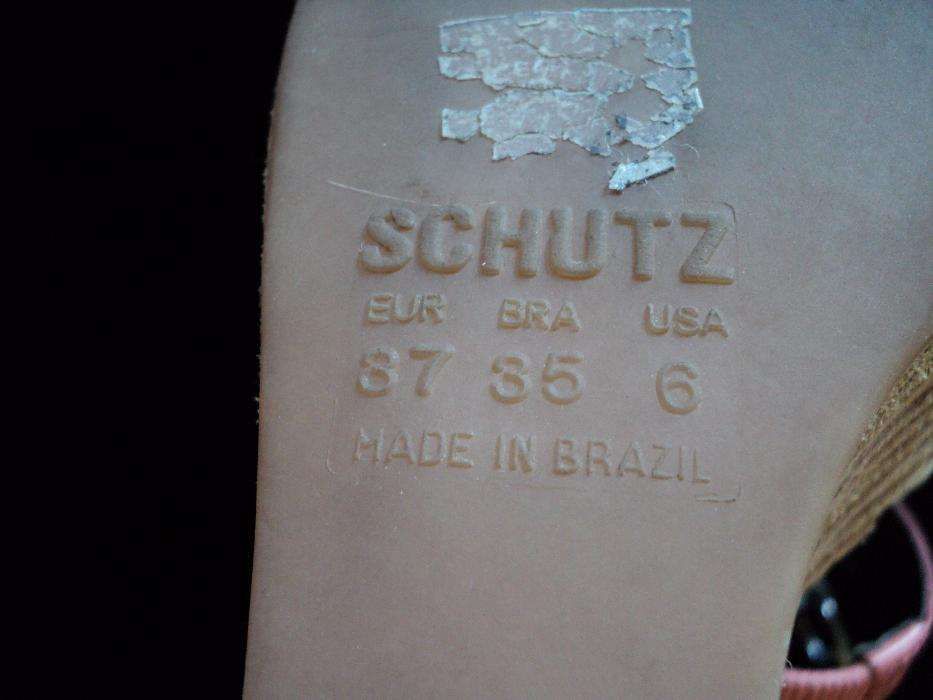 SCHUTZ
EUR BRA USA
37 35 6
MADE IN BRAZIL